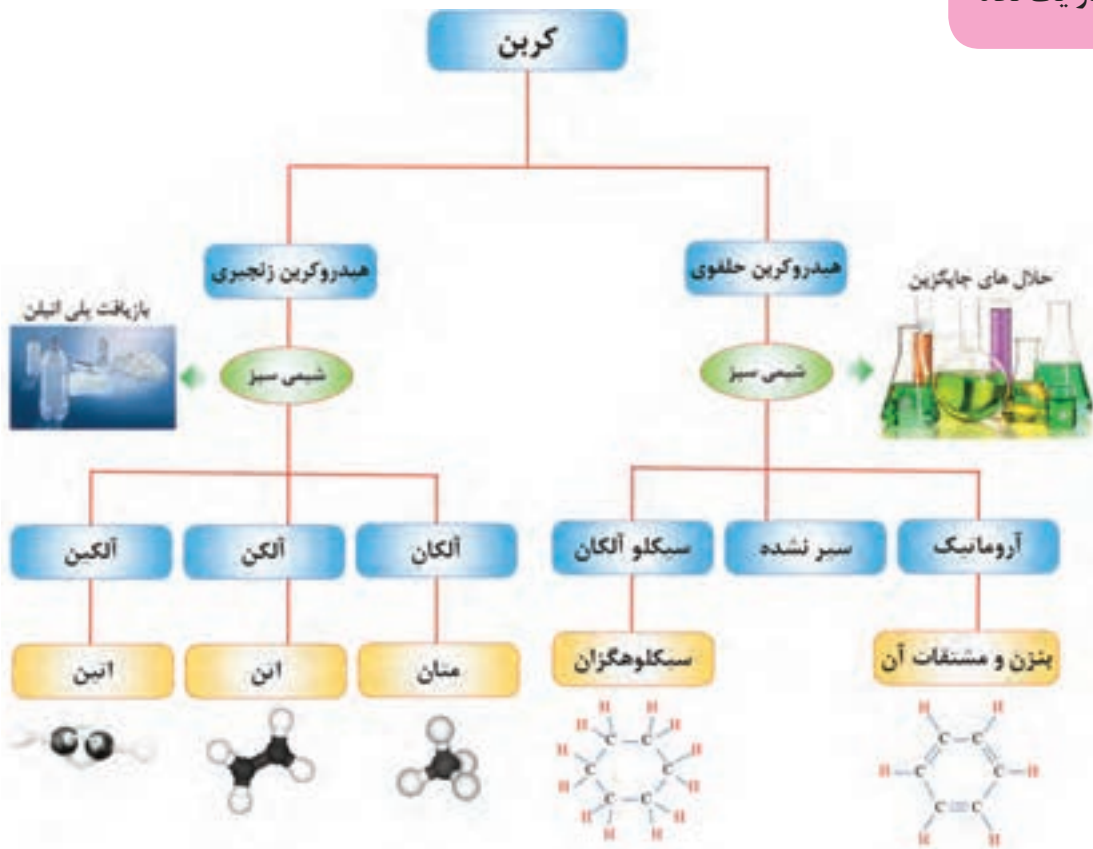 کربن
هیدروکربن حلقوی
هیدروکربن زنجیری
حلال های جایگزین
بازیافت پلی اتیلن
شیمی سبز
شیمی سبز
آروماتیک
سیر نشده
سیکلو آلکان
آلکان
آلکن
آلکین
بنزن و مشتقات آن
سیکلوهگزان
متان
اتن
اتین
H H
H C C H
H H
H C C H
H H
H C C H
H H
H H
C C
H C C H
C C
H H